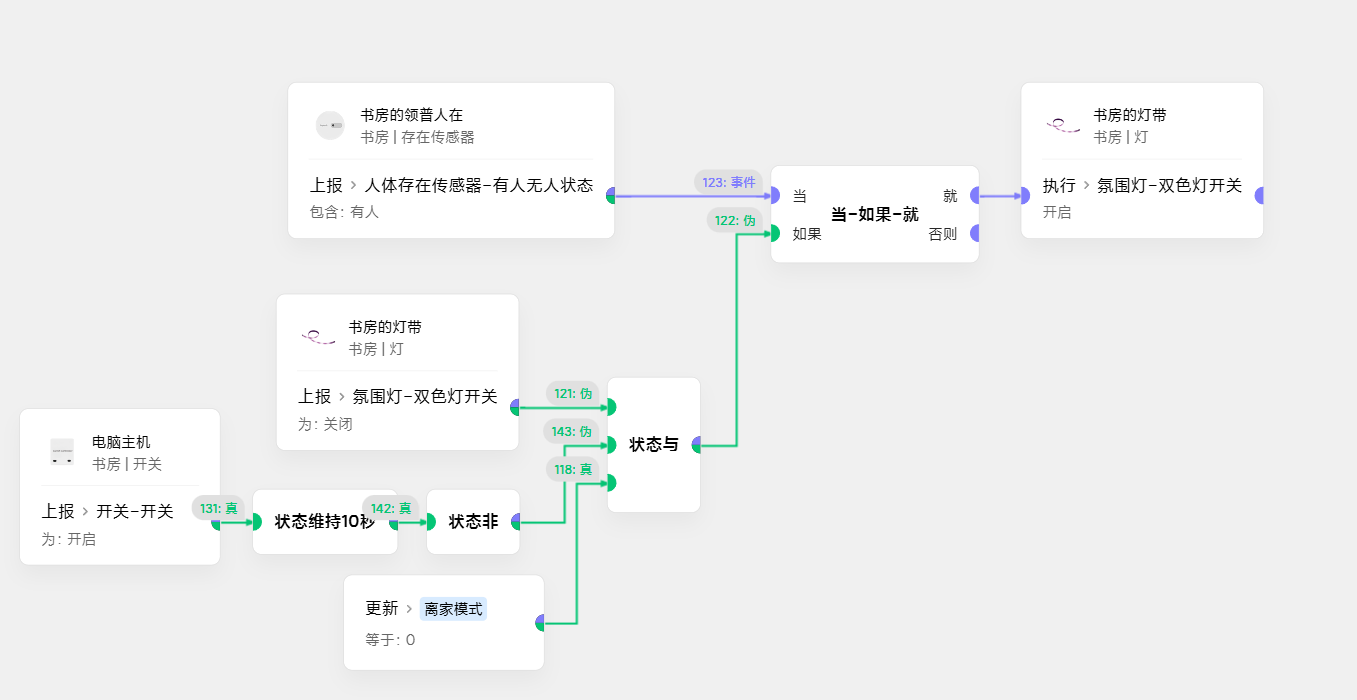 书房的领普人在
书房 | 存在传感器
上报 > 人体存在传感器-有人无人状态
包含: 有人
123: 事件
122: 伪
当
如果
当-如果-就
就
否则
书房的灯带
书房 | 灯
执行 > 氛围灯-双色灯开关
开启
书房的灯带
书房 | 灯
上报 > 氛围灯-双色灯开关
为: 关闭
121: 伪
143: 伪
118: 真
状态与
电脑主机
书房 | 开关
上报 > 开关-开关
为: 开启
131: 真
状态维持10秒
142: 真
状态非
更新 > 离家模式
等于: 0